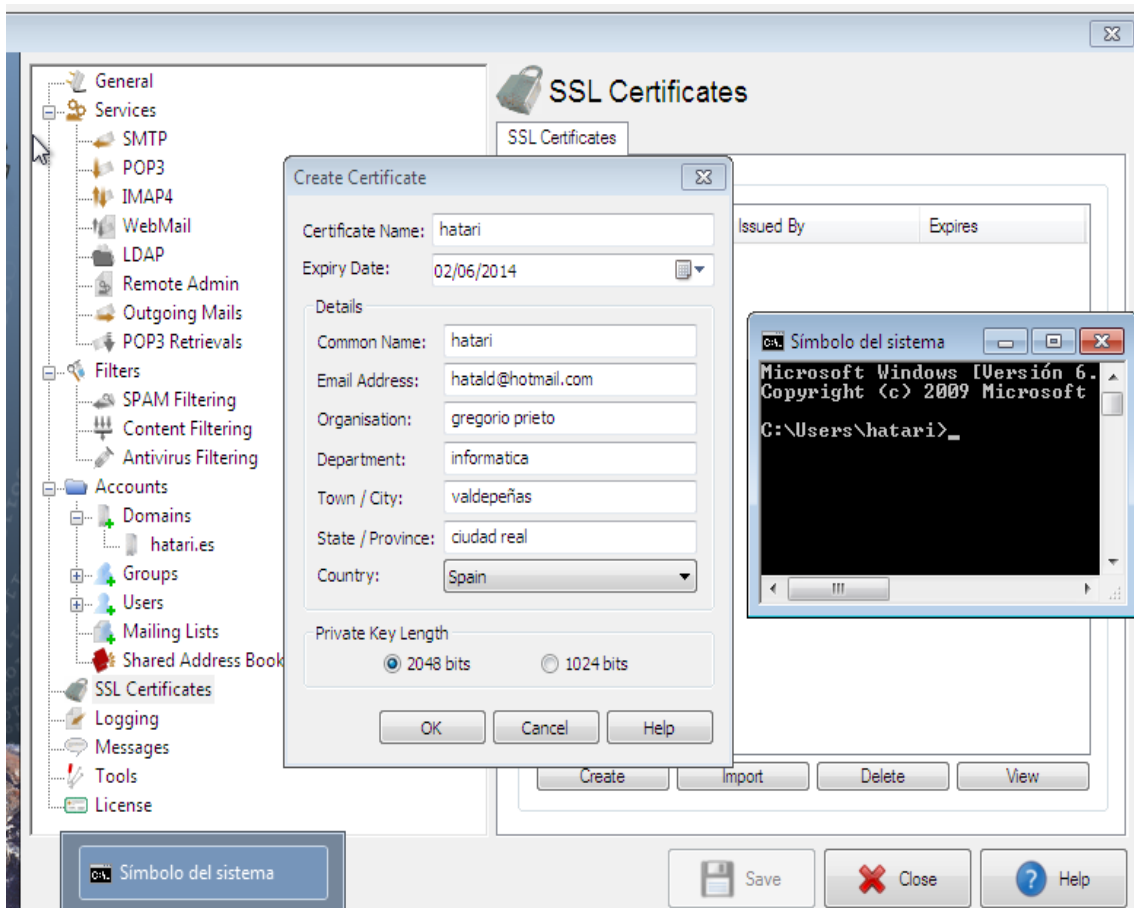 General
Services
SMTP
POP3
IMAP4
WebMail
LDAP
Remote Admin
Outgoing Mails
POP3 Retrievals
Filters
SPAM Filtering
Content Filtering
Antivirus Filtering
Accounts
Domains
hatari.es
Groups
Users
Mailing Lists
Shared Address Book
SSL Certificates
Logging
Messages
Tools
License
SSL Certificates
SSL Certificates
Issued By Expires
Create Certificate
Certificate Name: hatari
Expiry Date: 02/06/2014
Details
Common Name: hatari
Email Address: hatald@hotmail.com
Organisation: gregorio prieto
Department: informatica
Town / City: valdepeñas
State / Province: ciudad real
Country: Spain
Private Key Length
2048 bits 1024 bits
OK Cancel Help
Símbolo del sistema
Microsoft Windows [Versión 6.
Copyright (c) 2009 Microsoft
C:\Users\hatari>_
Create Import Delete View
Símbolo del sistema
Save Close Help